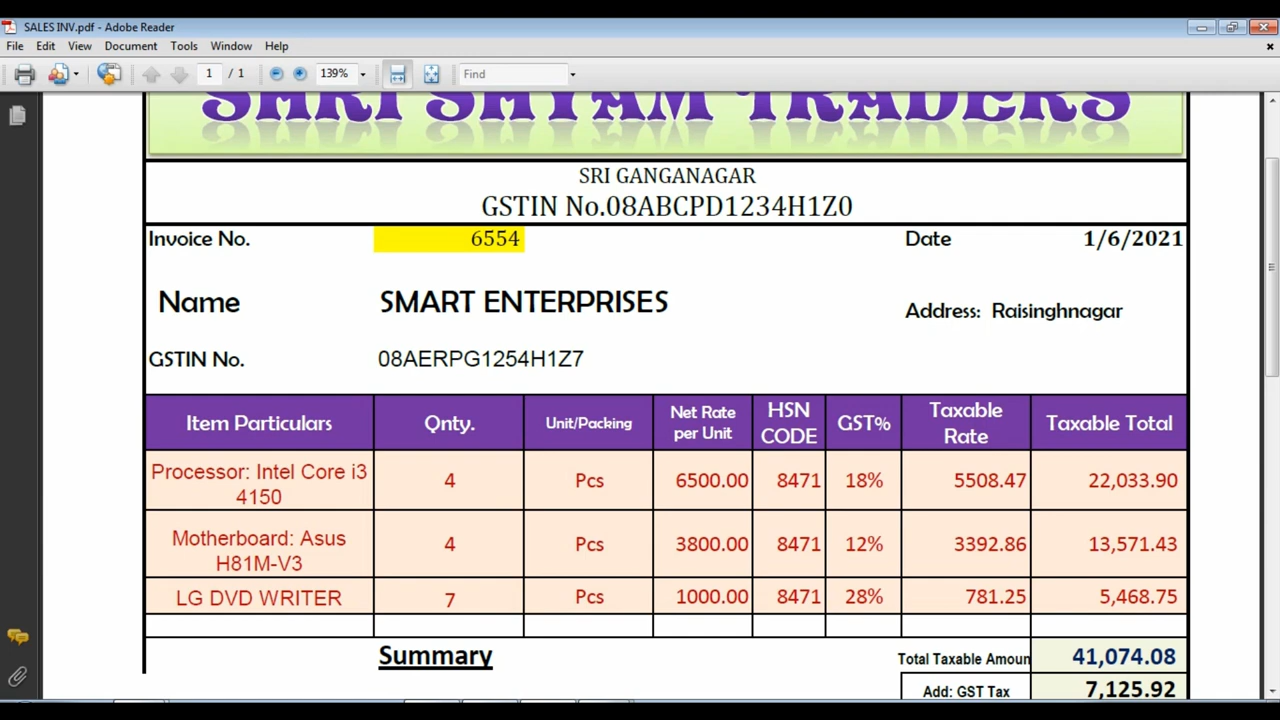 SALES INV.pdf - Adobe Reader
File Edit View Document Tools Window Help
1 / 1 139% Find
SHRI SHYAM TRADERS
SRI GANGANAGAR
GSTIN No.08ABCPD1234H1Z0
Invoice No. 6554 Date 1/6/2021
Name SMART ENTERPRISES Address: Raisinghnagar
GSTIN No. 08AERPG1254H1Z7
Item Particulars Qnty. Unit/Packing Net Rate per Unit HSN CODE GST% Taxable Rate Taxable Total
Processor: Intel Core i3 4150 4 Pcs 6500.00 8471 18% 5508.47 22,033.90
Motherboard: Asus H81M-V3 4 Pcs 3800.00 8471 12% 3392.86 13,571.43
LG DVD WRITER 7 Pcs 1000.00 8471 28% 781.25 5,468.75
Summary Total Taxable Amoun 41,074.08
Add: GST Tax 7,125.92